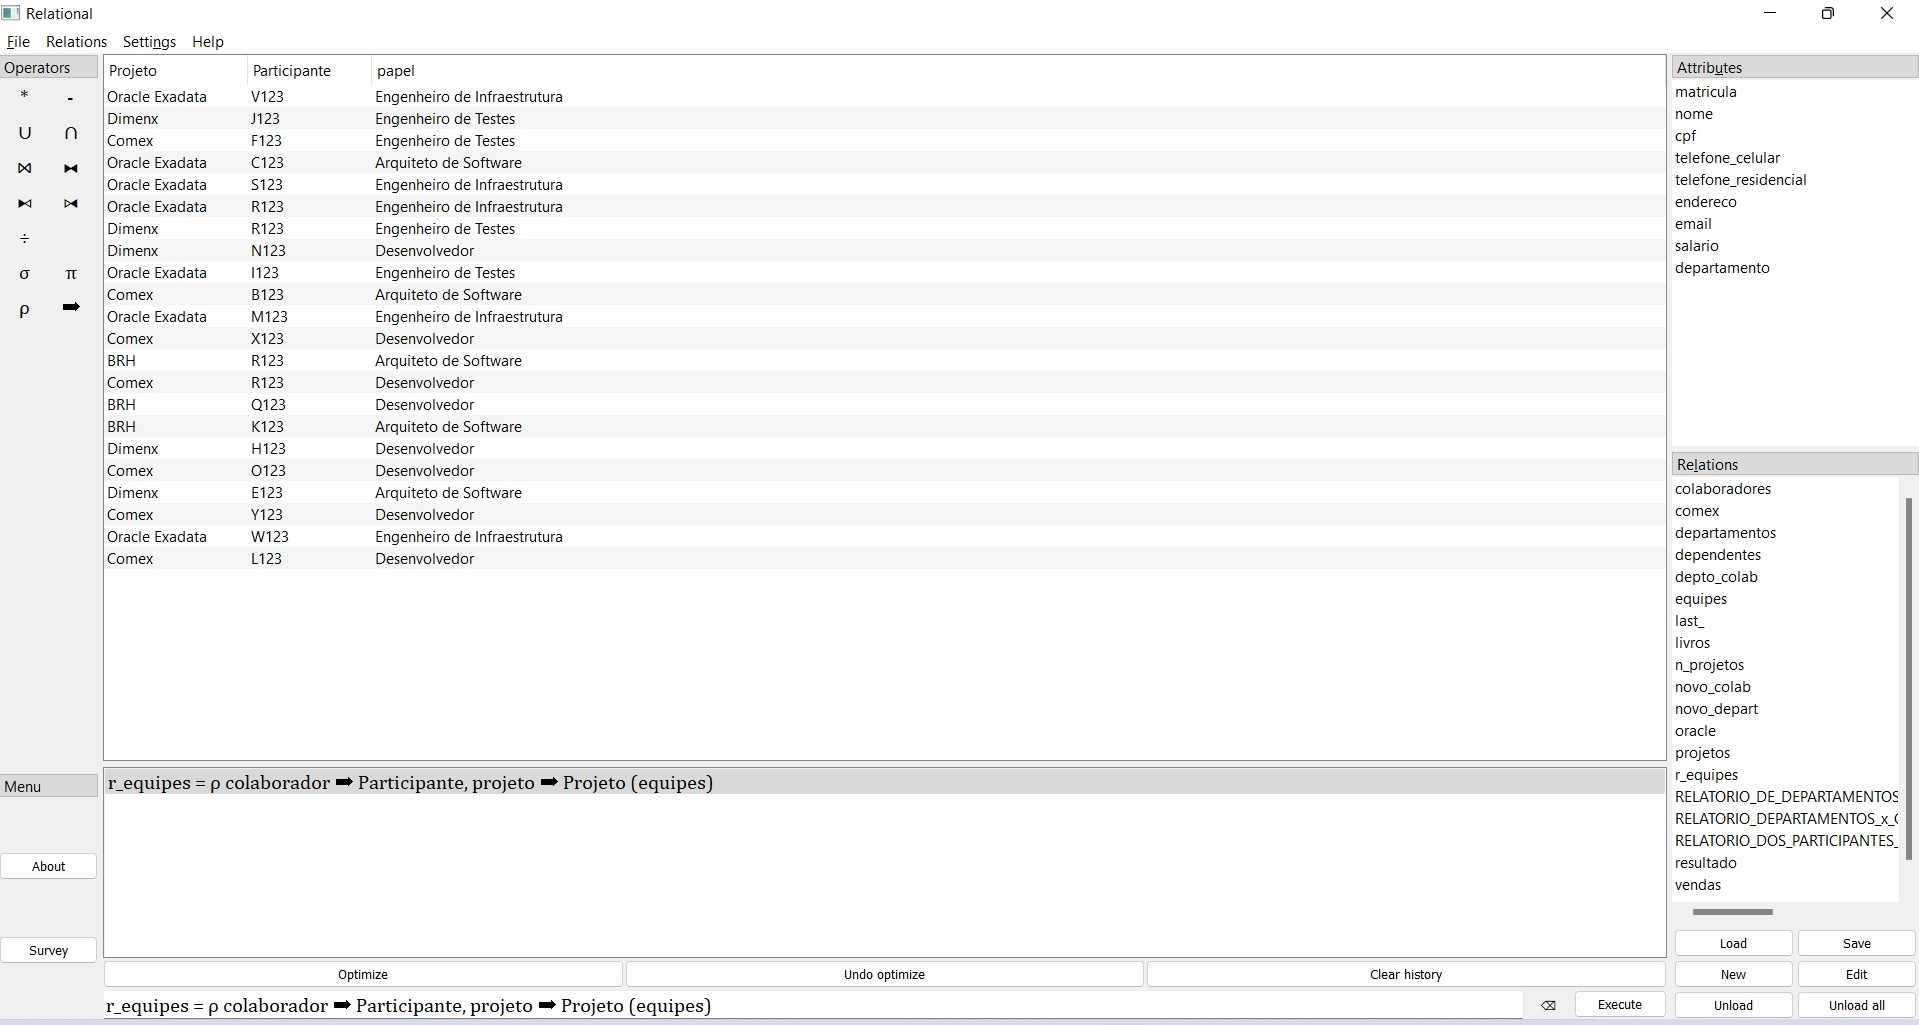 Relational
File Relations Settings Help
Operators
* -
∪ ∩
⋈ ⧓
⧑ ⧒
÷
σ π
ρ ➡
Projeto Participante papel
Oracle Exadata V123 Engenheiro de Infraestrutura
Dimenx J123 Engenheiro de Testes
Comex F123 Engenheiro de Testes
Oracle Exadata C123 Arquiteto de Software
Oracle Exadata S123 Engenheiro de Infraestrutura
Oracle Exadata R123 Engenheiro de Infraestrutura
Dimenx R123 Engenheiro de Testes
Dimenx N123 Desenvolvedor
Oracle Exadata I123 Engenheiro de Testes
Comex B123 Arquiteto de Software
Oracle Exadata M123 Engenheiro de Infraestrutura
Comex X123 Desenvolvedor
BRH R123 Arquiteto de Software
Comex R123 Desenvolvedor
BRH Q123 Desenvolvedor
BRH K123 Arquiteto de Software
Dimenx H123 Desenvolvedor
Comex O123 Desenvolvedor
Dimenx E123 Arquiteto de Software
Comex Y123 Desenvolvedor
Oracle Exadata W123 Engenheiro de Infraestrutura
Comex L123 Desenvolvedor
Attributes
matricula
nome
cpf
telefone_celular
telefone_residencial
endereco
email
salario
departamento
Relations
colaboradores
comex
departamentos
dependentes
depto_colab
equipes
last_
livros
n_projetos
novo_colab
novo_depart
oracle
projetos
r_equipes
RELATORIO_DE_DEPARTAMENTOS
RELATORIO_DEPARTAMENTOS_x_
RELATORIO_DOS_PARTICIPANTES_
resultado
vendas
Menu
About
Survey
r_equipes = ρ colaborador ➡ Participante, projeto ➡ Projeto (equipes)
Optimize Undo optimize Clear history
r_equipes = ρ colaborador ➡ Participante, projeto ➡ Projeto (equipes)
⌫ Execute
Load Save
New Edit
Unload Unload all